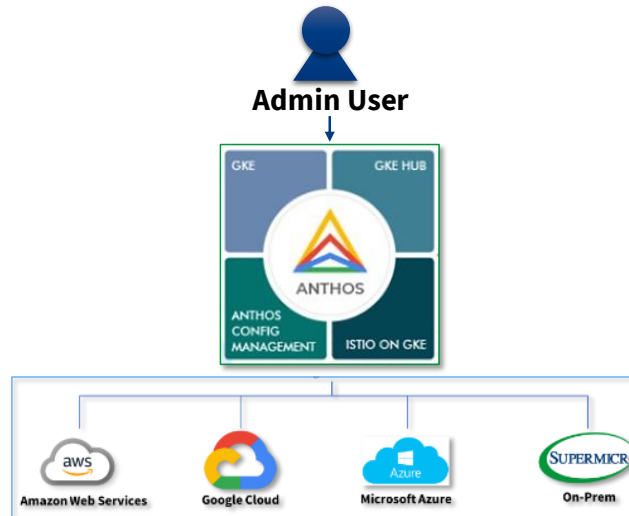 Admin User
GKE
GKE HUB
ANTHOS
ANTHOS
CONFIG
MANAGEMENT
ISTIO ON GKE
aws
Azure
SUPERMICR
Amazon Web Services
Google Cloud
Microsoft Azure
On-Prem